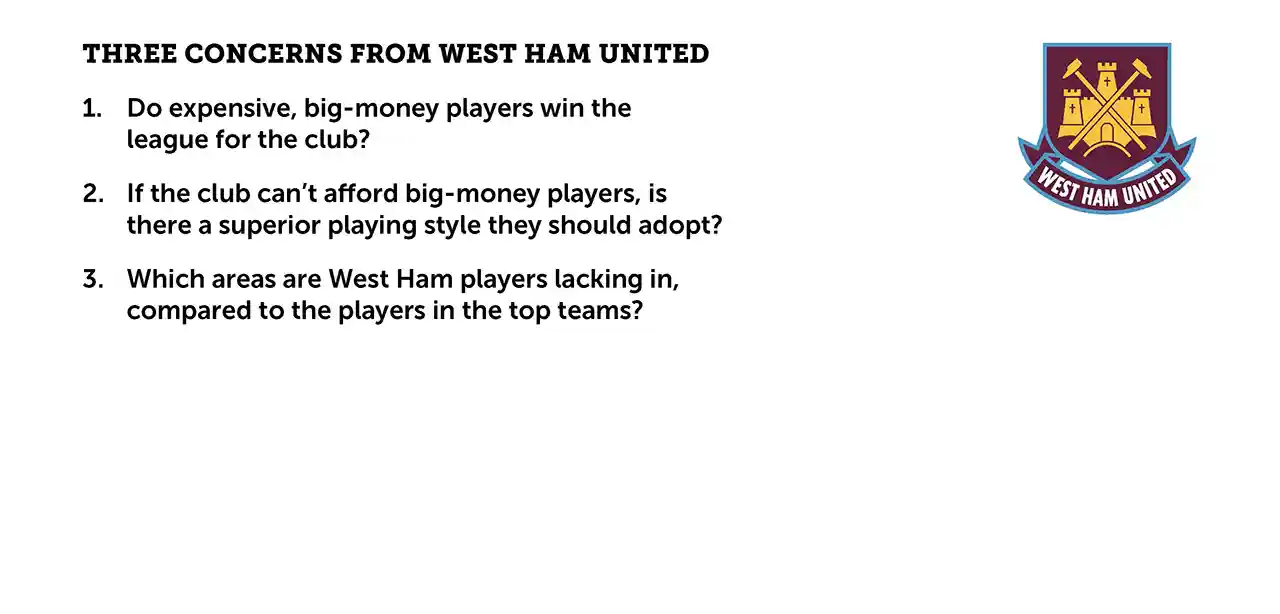 THREE CONCERNS FROM WEST HAM UNITED
1. Do expensive, big-money players win the
league for the club?
2. If the club can’t afford big-money players, is
there a superior playing style they should adopt?
3. Which areas are West Ham players lacking in,
compared to the players in the top teams?
WEST HAM UNITED